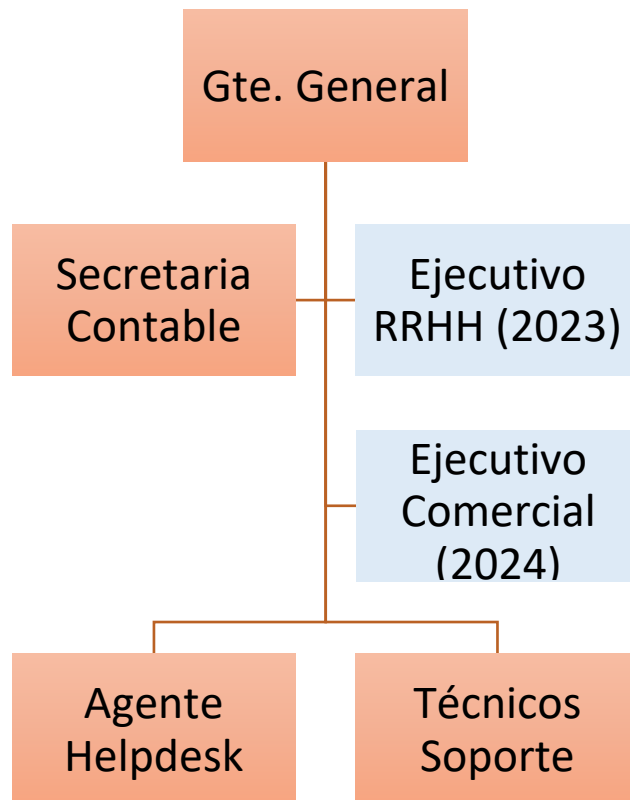 Gte. General
Secretaria
Contable
Ejecutivo
RRHH (2023)
Ejecutivo
Comercial
(2024)
Agente
Helpdesk
Técnicos
Soporte